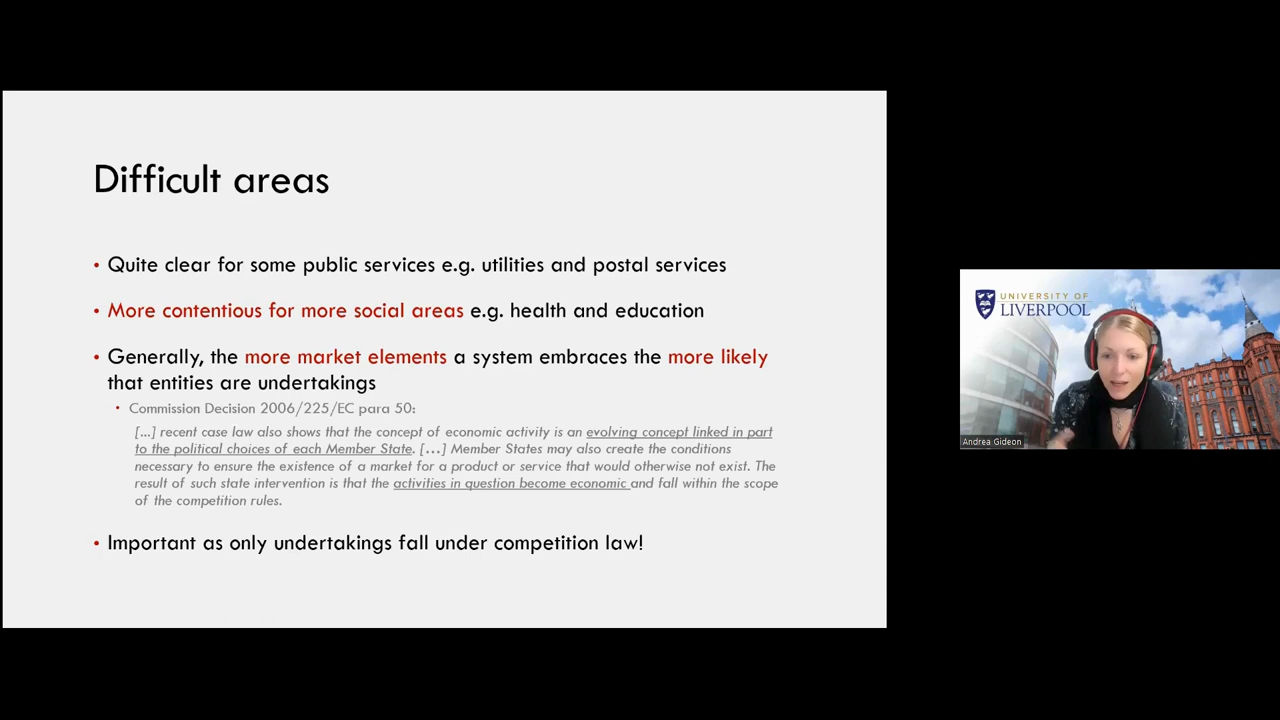 Difficult areas
• Quite clear for some public services e.g. utilities and postal services
• More contentious for more social areas e.g. health and education
• Generally, the more market elements a system embraces the more likely
that entities are undertakings
• Commission Decision 2006/225/EC para 50:
[...] recent case law also shows that the concept of economic activity is an evolving concept linked in part
to the political choices of each Member State. [...] Member States may also create the conditions
necessary to ensure the existence of a market for a product or service that would otherwise not exist. The
result of such state intervention is that the activities in question become economic and fall within the scope
of the competition rules.
• Important as only undertakings fall under competition law!
UNIVERSITY OF
LIVERPOOL
Andrea Gideon